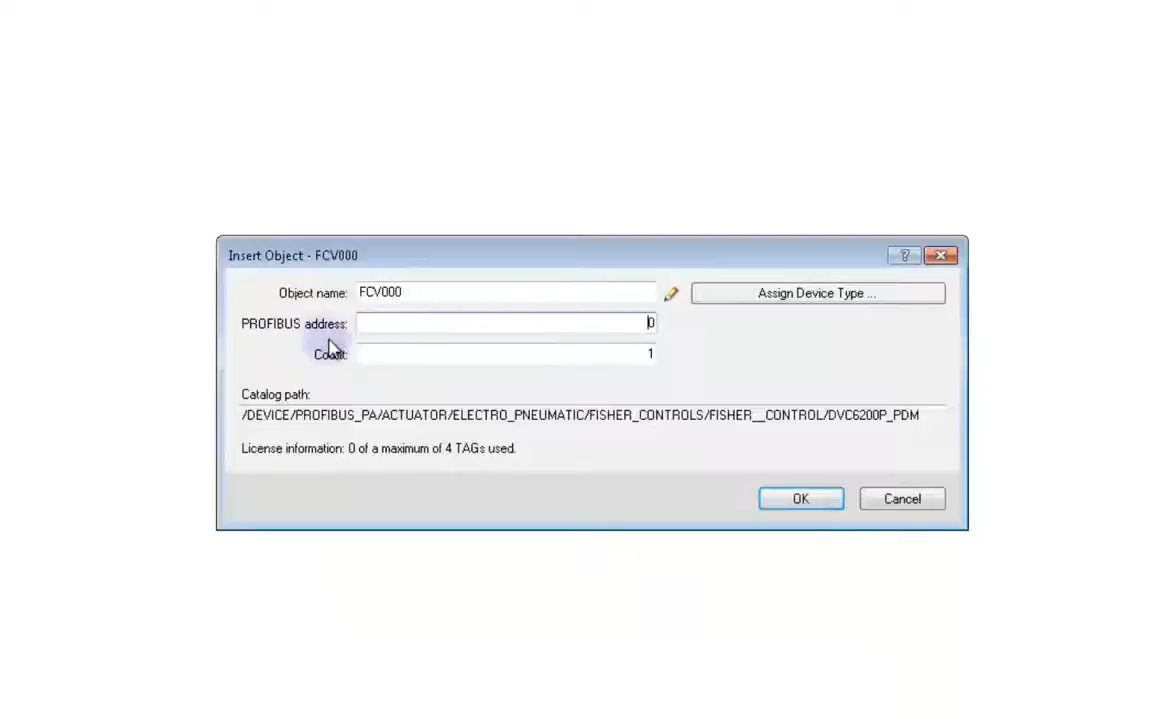 Insert Object - FCV000
?
Object name: FCV000
Assign Device Type ...
PROFIBUS address: 0
Count: 1
Catalog path:
/DEVICE/PROFIBUS_PA/ACTUATOR/ELECTRO_PNEUMATIC/FISHER_CONTROLS/FISHER__CONTROL/DVC6200P_PDM
License information: 0 of a maximum of 4 TAGs used.
OK Cancel